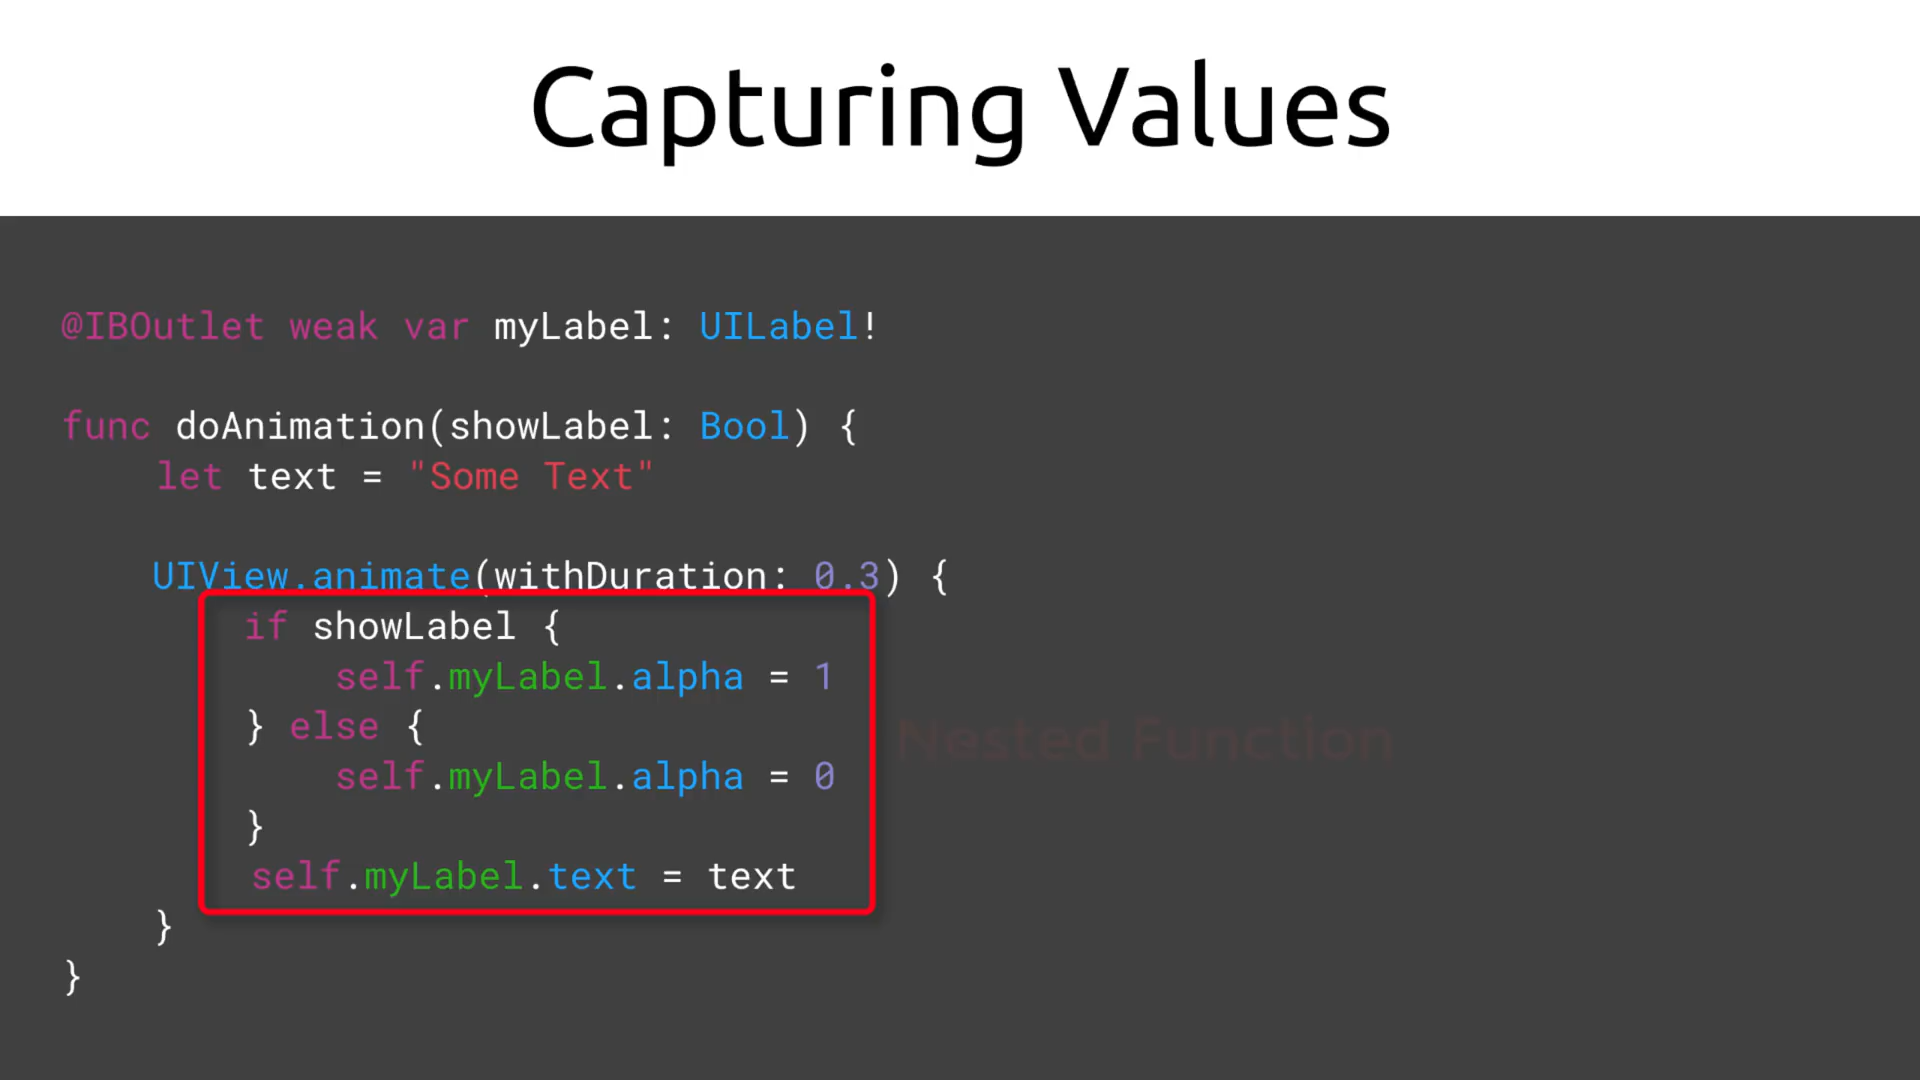 Capturing Values
@IBOutlet weak var myLabel: UILabel!
func doAnimation(showLabel: Bool) {
let text = "Some Text"
UIView.animate(withDuration: 0.3) {
if showLabel {
self.myLabel.alpha = 1
} else {
Nested Function
self.myLabel.alpha = 0
}
self.myLabel.text = text
}
}